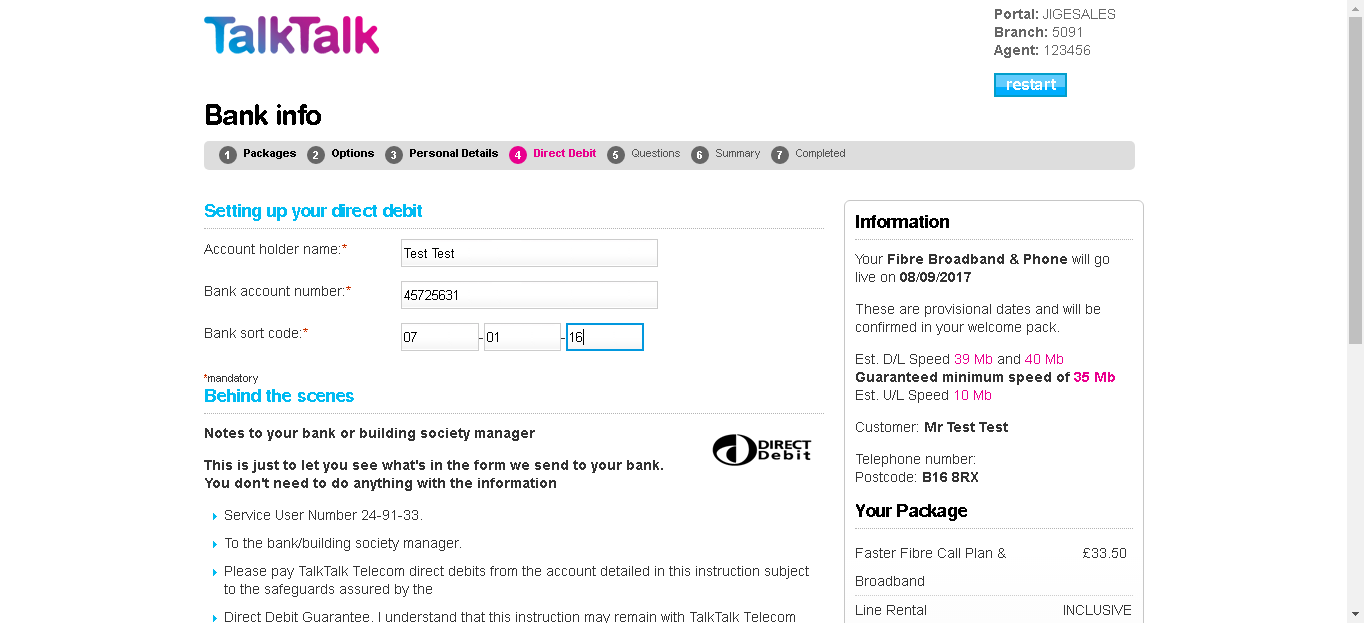 TalkTalk
Portal: JIGESALES
Branch: 5091
Agent: 123456
restart
Bank info
1 Packages 2 Options 3 Personal Details 4 Direct Debit 5 Questions 6 Summary 7 Completed
Setting up your direct debit
Account holder name:* Test Test
Bank account number:* 45725631
Bank sort code:* 07 - 01 - 16
*mandatory
Behind the scenes
Notes to your bank or building society manager
DIRECT
Debit
This is just to let you see what's in the form we send to your bank.
You don't need to do anything with the information
Service User Number 24-91-33.
To the bank/building society manager.
Please pay TalkTalk Telecom direct debits from the account detailed in this instruction subject
to the safeguards assured by the
Direct Debit Guarantee. I understand that this instruction may remain with TalkTalk Telecom
Information
Your Fibre Broadband & Phone will go
live on 08/09/2017
These are provisional dates and will be
confirmed in your welcome pack.
Est. D/L Speed 39 Mb and 40 Mb
Guaranteed minimum speed of 35 Mb
Est. U/L Speed 10 Mb
Customer: Mr Test Test
Telephone number:
Postcode: B16 8RX
Your Package
Faster Fibre Call Plan & £33.50
Broadband
Line Rental INCLUSIVE